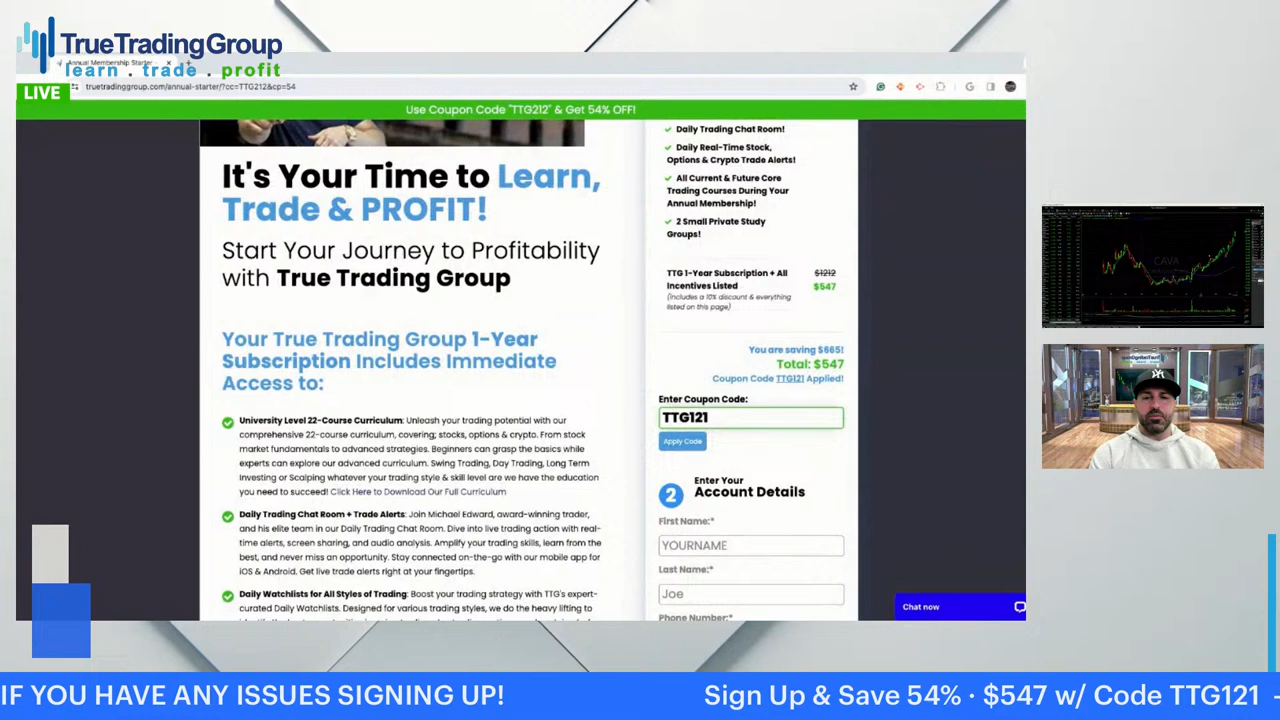 TrueTradingGroup
learn . trade . profit
LIVE
Annual Membership Starter
truetradinggroup.com/annual-starter/?cc=TTG212&cp=54
Use Coupon Code "TTG212" & Get 54% OFF!
It's Your Time to Learn,
Trade & PROFIT!
Start Your Journey to Profitability
with True Trading Group
Your True Trading Group 1-Year
Subscription Includes Immediate
Access to:
University Level 22-Course Curriculum: Unleash your trading potential with our
comprehensive 22-course curriculum, covering; stocks, options & crypto. From stock
market fundamentals to advanced strategies. Beginners can grasp the basics while
experts can explore our advanced curriculum. Swing Trading, Day Trading, Long Term
Investing or Scalping whatever your trading style & skill level are we have the education
you need to succeed! Click Here to Download Our Full Curriculum
Daily Trading Chat Room + Trade Alerts: Join Michael Edward, award-winning trader,
and his elite team in our Daily Trading Chat Room. Dive into live trading action with real-
time alerts, screen sharing, and audio analysis. Amplify your trading skills, learn from the
best, and never miss an opportunity. Stay connected on-the-go with our mobile app for
iOS & Android. Get live trade alerts right at your fingertips.
Daily Watchlists for All Styles of Trading: Boost your trading strategy with TTG's expert-
curated Daily Watchlists. Designed for various trading styles, we do the heavy lifting to
Daily Trading Chat Room!
Daily Real-Time Stock,
Options & Crypto Trade Alerts!
All Current & Future Core
Trading Courses During Your
Annual Membership!
2 Small Private Study
Groups!
TTG 1-Year Subscription + All $1212
Incentives Listed $547
(Includes a 10% discount & everything
listed on this page)
You are saving $665!
Total: $547
Coupon Code TTG121 Applied!
Enter Coupon Code:
TTG121
Apply Code
2 Enter Your
Account Details
First Name:*
YOURNAME
Last Name:*
Joe
Phone Number:*
Chat now
CAVA
IF YOU HAVE ANY ISSUES SIGNING UP!
Sign Up & Save 54% · $547 w/ Code TTG121 -